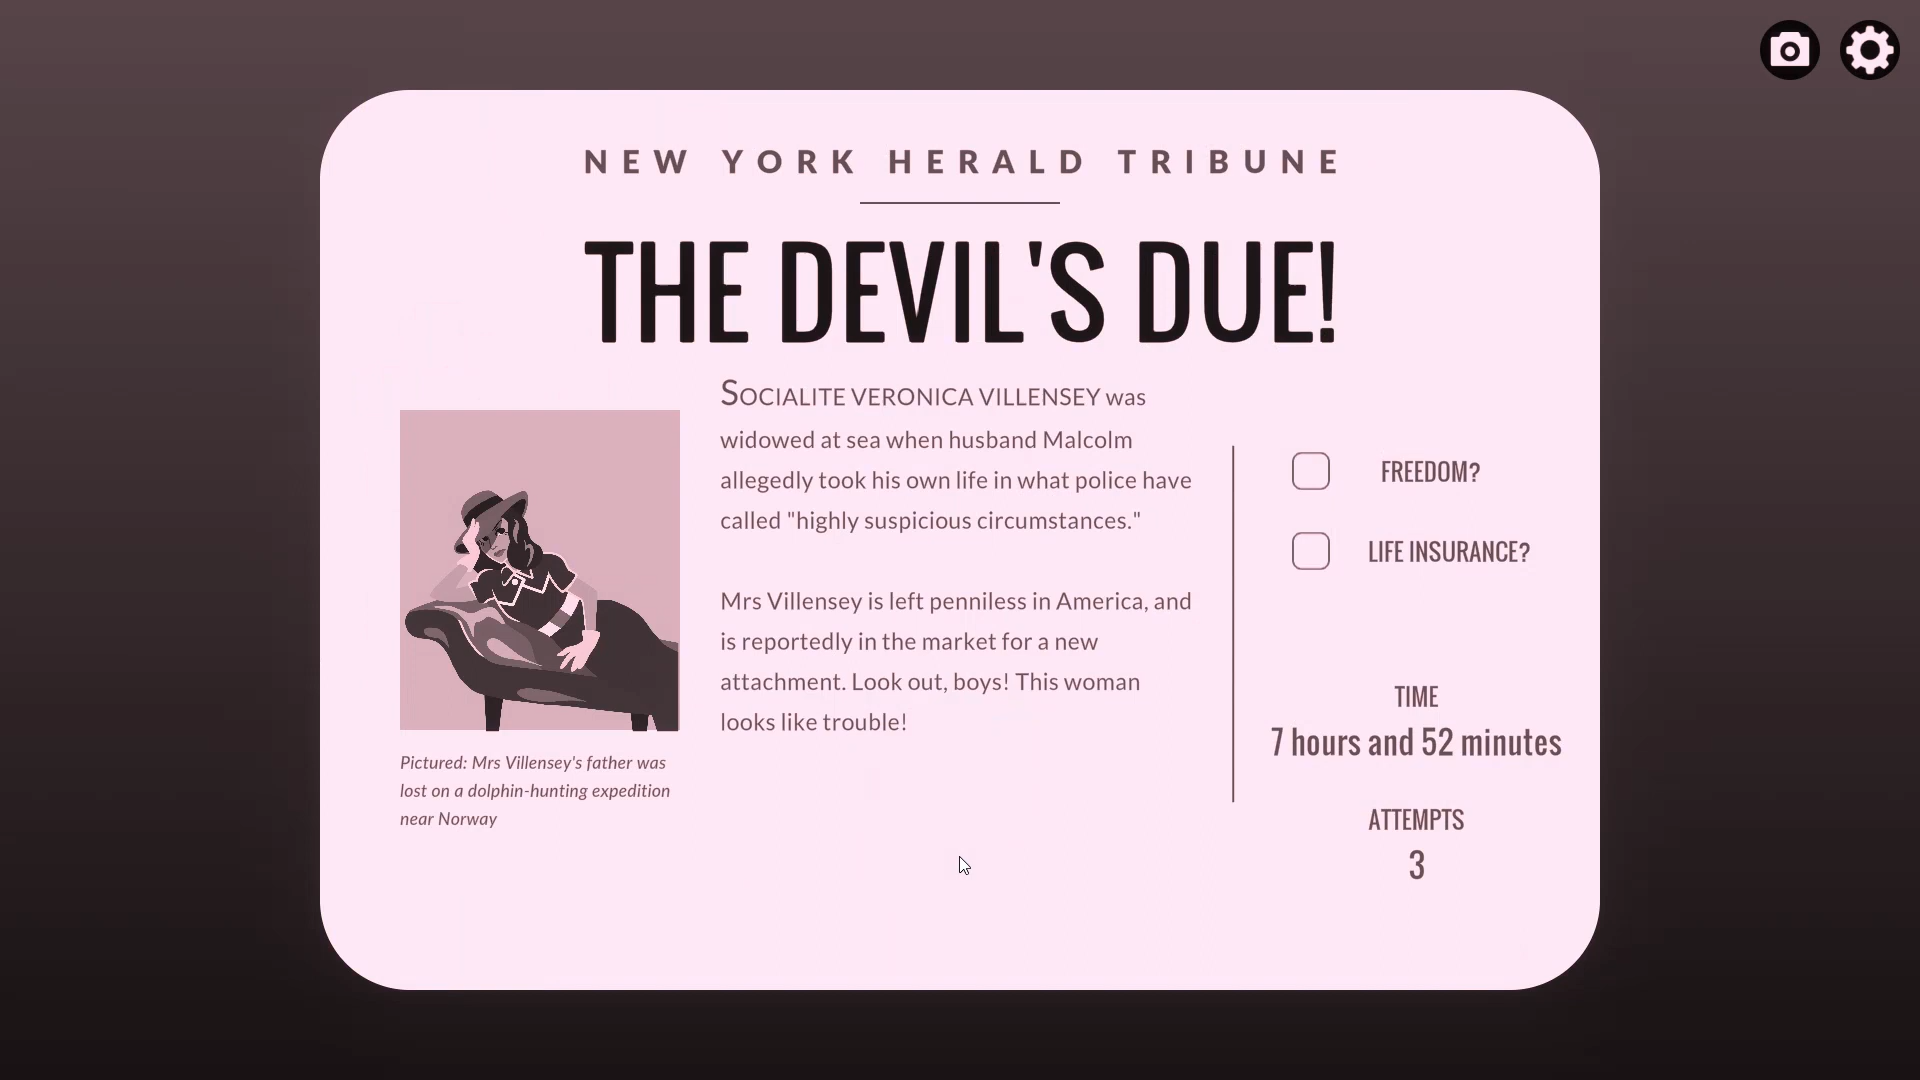 NEW YORK HERALD TRIBUNE
THE DEVIL'S DUE!
SOCIALITE VERONICA VILLENSEY was
widowed at sea when husband Malcolm
allegedly took his own life in what police have
called "highly suspicious circumstances."
Mrs Villensey is left penniless in America, and
is reportedly in the market for a new
attachment. Look out, boys! This woman
looks like trouble!
Pictured: Mrs Villensey's father was
lost on a dolphin-hunting expedition
near Norway
FREEDOM?
LIFE INSURANCE?
TIME
7 hours and 52 minutes
ATTEMPTS
3